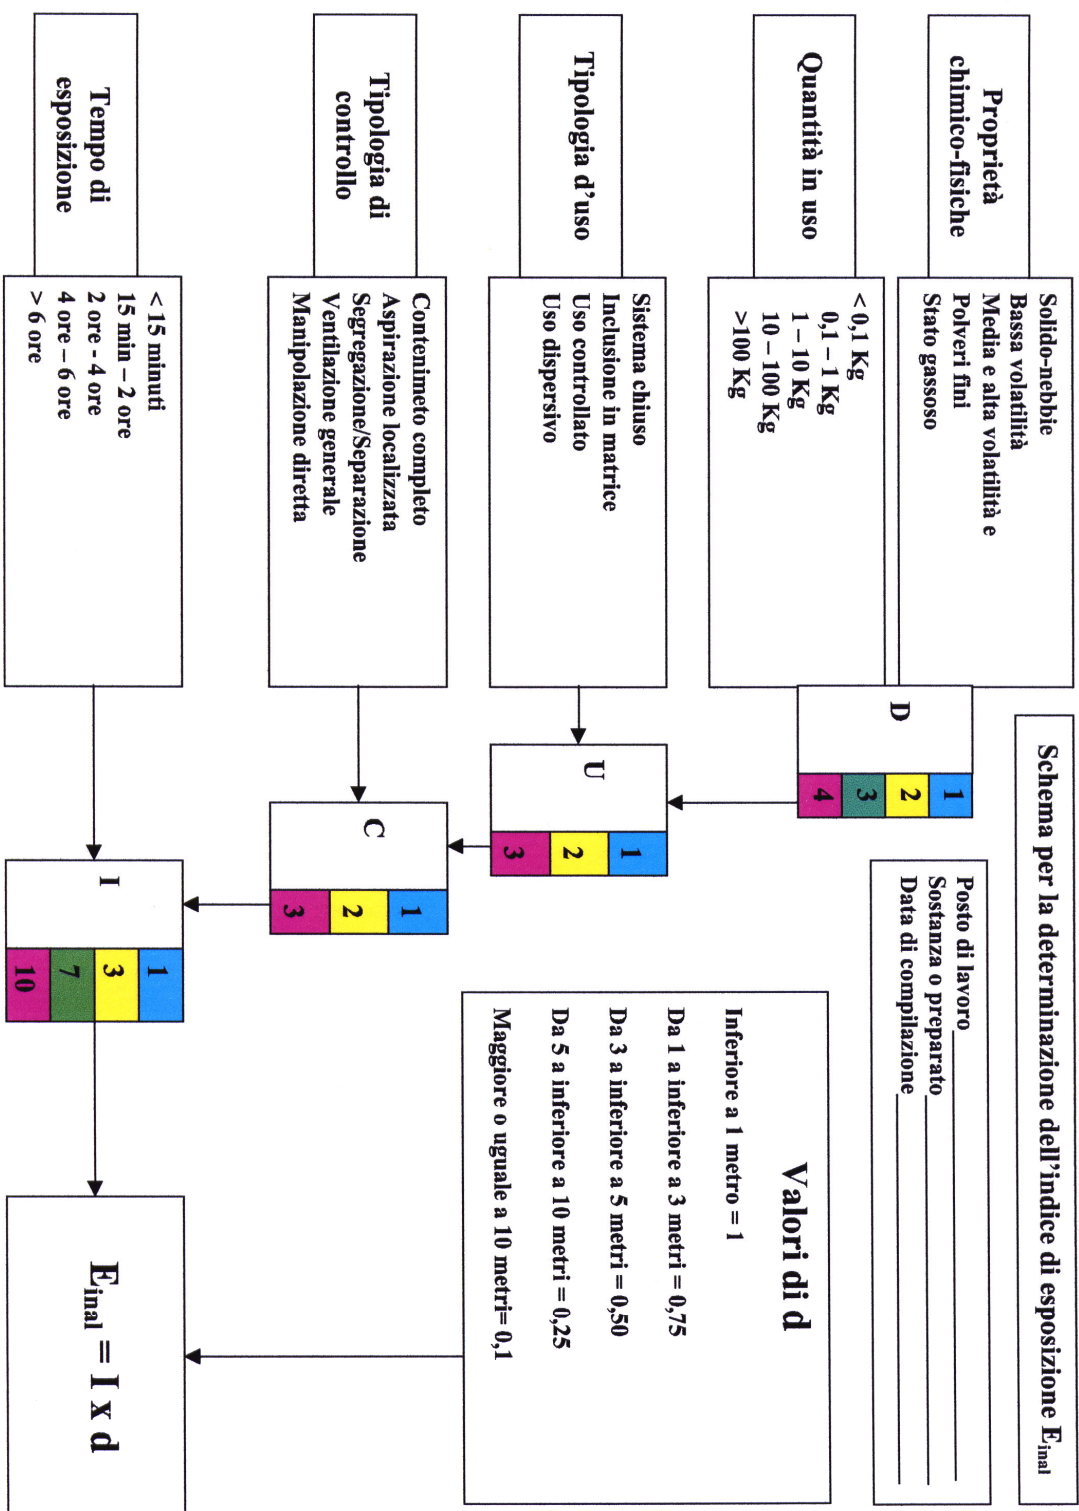 Schema per la determinazione dell'indice di esposizione Einal
Posto di lavoro
Sostanza o preparato
Data di compilazione
Proprietà
chimico-fisiche
Solido-nebbie
Bassa volatilità
Media e alta volatilità e
Polveri fini
Stato gassoso
Quantità in uso
< 0,1 Kg
0,1 – 1 Kg
1 – 10 Kg
10 – 100 Kg
>100 Kg
D
1
2
3
4
Tipologia d'uso
Sistema chiuso
Inclusione in matrice
Uso controllato
Uso dispersivo
U
1
2
3
Tipologia di
controllo
Contenimeto completo
Aspirazione localizzata
Segregazione/Separazione
Ventilazione generale
Manipolazione diretta
C
1
2
3
Tempo di
esposizione
< 15 minuti
15 min – 2 ore
2 ore - 4 ore
4 ore – 6 ore
> 6 ore
I
1
3
7
10
Valori di d
Inferiore a 1 metro = 1
Da 1 a inferiore a 3 metri = 0,75
Da 3 a inferiore a 5 metri = 0,50
Da 5 a inferiore a 10 metri = 0,25
Maggiore o uguale a 10 metri= 0,1
Einal = I x d